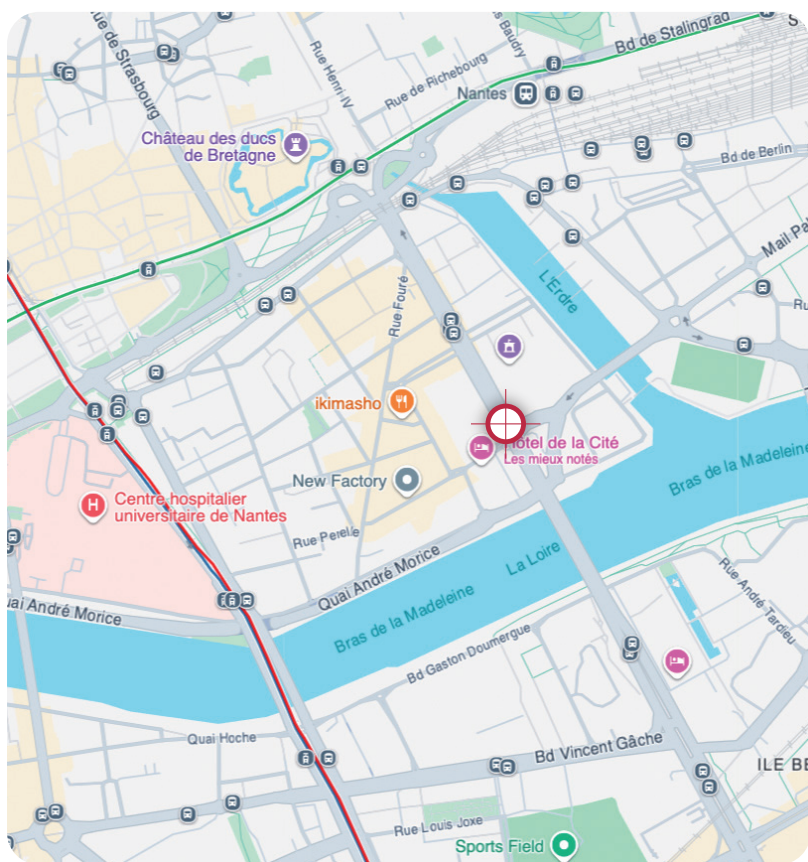 Rue de Strasbourg
Rue Henri-IV
Rue de Richebourg
Baudry
Bd de Stalingrad
S
Nantes
Château des ducs
de Bretagne
Bd de Berlin
L'Erdre
Mail Pa
Ru
Rue Fouré
ikimasho
Hôtel de la Cité
Les mieux notés
New Factory
Bras de la Madeleine
Centre hospitalier
universitaire de Nantes
H
Rue Perelle
Quai André Morice
La Loire
Rue André Tardieu
uai André Morice
Bras de la Madeleine
Bd Gaston Doumergue
Quai Hoche
Bd Vincent Gâche
ILE BE
Rue Louis Joxe
Sports Field